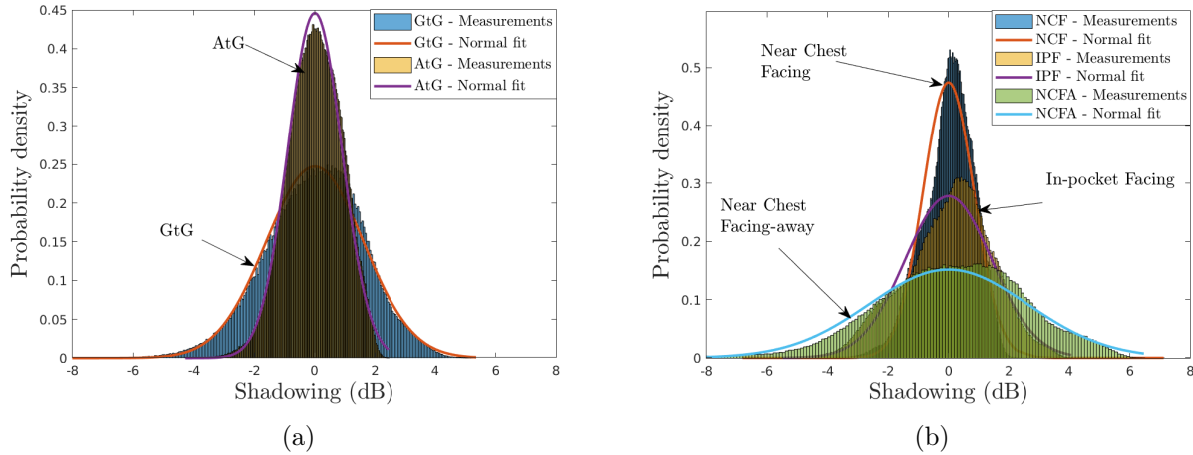 0.45
0.4
0.35
0.3
0.25
0.2
0.15
0.1
0.05
0
-8
-6
-4
-2
0
2
4
6
8
Probability density
Shadowing (dB)
GtG - Measurements
GtG - Normal fit
AtG - Measurements
AtG - Normal fit
AtG
GtG
(a)
0.5
0.4
0.3
0.2
0.1
0
-8
-6
-4
-2
0
2
4
6
8
Probability density
Shadowing (dB)
NCF - Measurements
NCF - Normal fit
IPF - Measurements
IPF - Normal fit
NCFA - Measurements
NCFA - Normal fit
Near Chest
Facing
In-pocket Facing
Near Chest
Facing-away
(b)